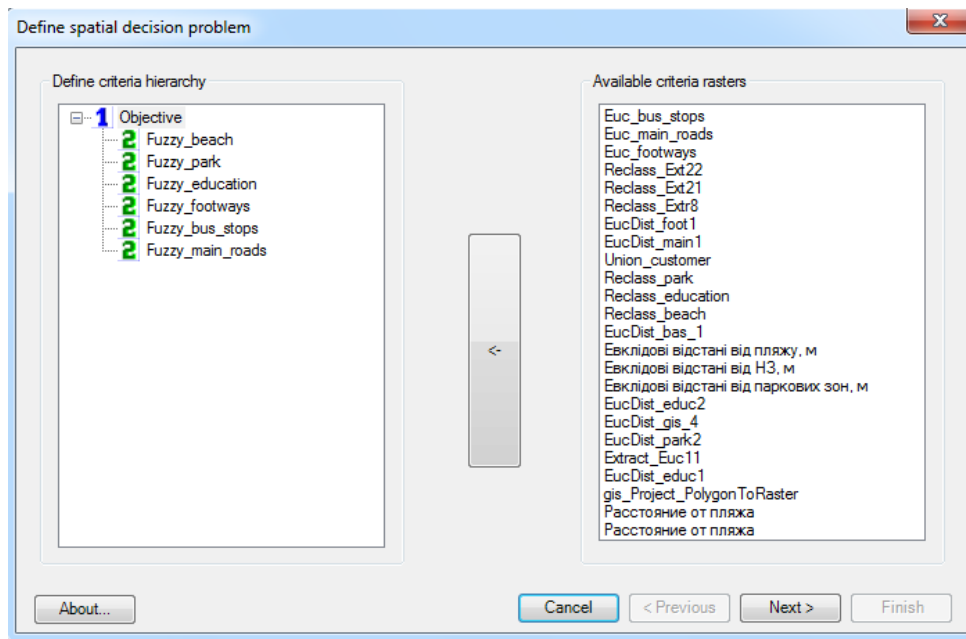 Define spatial decision problem
Define criteria hierarchy
1 Objective
2 Fuzzy_beach
2 Fuzzy_park
2 Fuzzy_education
2 Fuzzy_footways
2 Fuzzy_bus_stops
2 Fuzzy_main_roads
<-
Available criteria rasters
Euc_bus_stops
Euc_main_roads
Euc_footways
Reclass_Ext22
Reclass_Ext21
Reclass_Extr8
EucDist_foot1
EucDist_main1
Union_customer
Reclass_park
Reclass_education
Reclass_beach
EucDist_bas_1
Евклідові відстані від пляжу, м
Евклідові відстані від НЗ, м
Евклідові відстані від паркових зон, м
EucDist_educ2
EucDist_gis_4
EucDist_park2
Extract_Euc11
EucDist_educ1
gis_Project_PolygonToRaster
Расстояние от пляжа
Расстояние от пляжа
About...
Cancel
< Previous
Next >
Finish